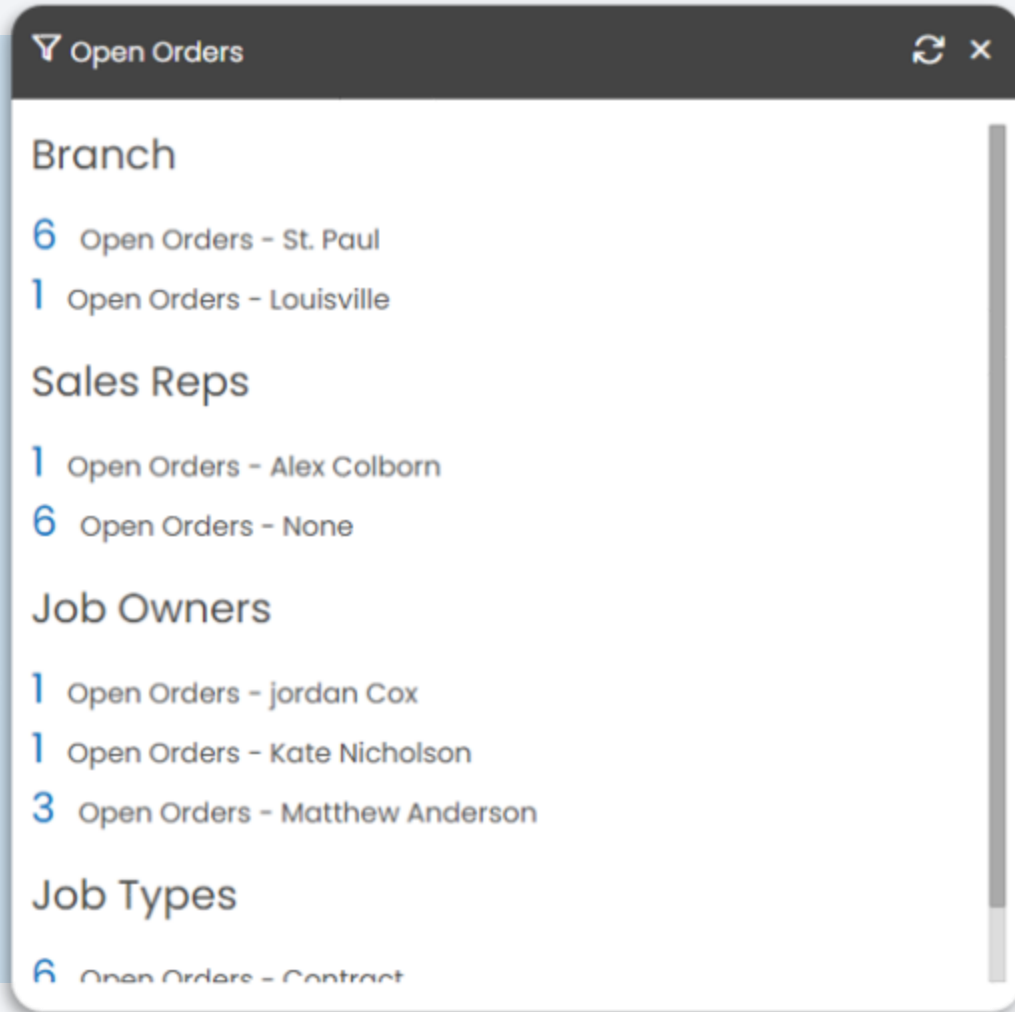 Open Orders
Branch
6 Open Orders - St. Paul
1 Open Orders - Louisville
Sales Reps
1 Open Orders - Alex Colborn
6 Open Orders - None
Job Owners
1 Open Orders - jordan Cox
1 Open Orders - Kate Nicholson
3 Open Orders - Matthew Anderson
Job Types
6 Open Orders - Contract